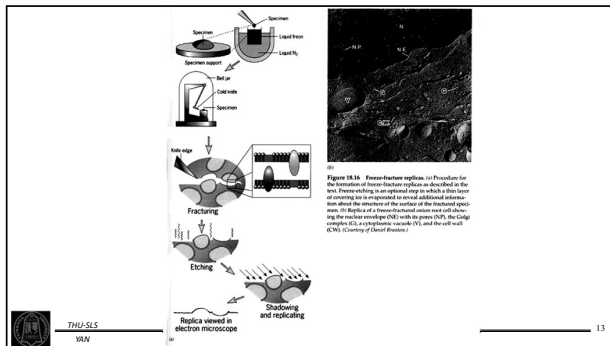 Specimen
Specimen
Liquid freon
Liquid N₂
Specimen support
Bell jar
Cold knife
Specimen
Knife edge
Fracturing
Etching
Shadowing
and replicating
Replica viewed in
electron microscope
(a)
N
N.P.
N.E.
V
G
(b)
Figure 18.16 Freeze-fracture replicas. (a) Procedure for
the formation of freeze-fracture replicas as described in the
text. Freeze-etching is an optional step in which a thin layer
of covering ice is evaporated to reveal additional informa-
tion about the structure of the surface of the fractured speci-
men. (b) Replica of a freeze-fractured onion root cell show-
ing the nuclear envelope (NE) with its pores (NP), the Golgi
complex (G), a cytoplasmic vacuole (V), and the cell wall
(CW). (Courtesy of Daniel Branton.)
THU-SLS
YAN
13